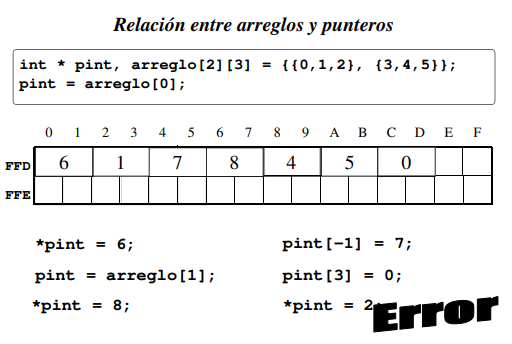 Relación entre arreglos y punteros
int * pint, arreglo[2][3] = {{0,1,2}, {3,4,5}};
pint = arreglo[0];
0 1 2 3 4 5 6 7 8 9 A B C D E F
FFD 6 1 7 8 4 5 0
FFE
*pint = 6; pint[-1] = 7;
pint = arreglo[1]; pint[3] = 0;
*pint = 8; *pint = 2;
Error